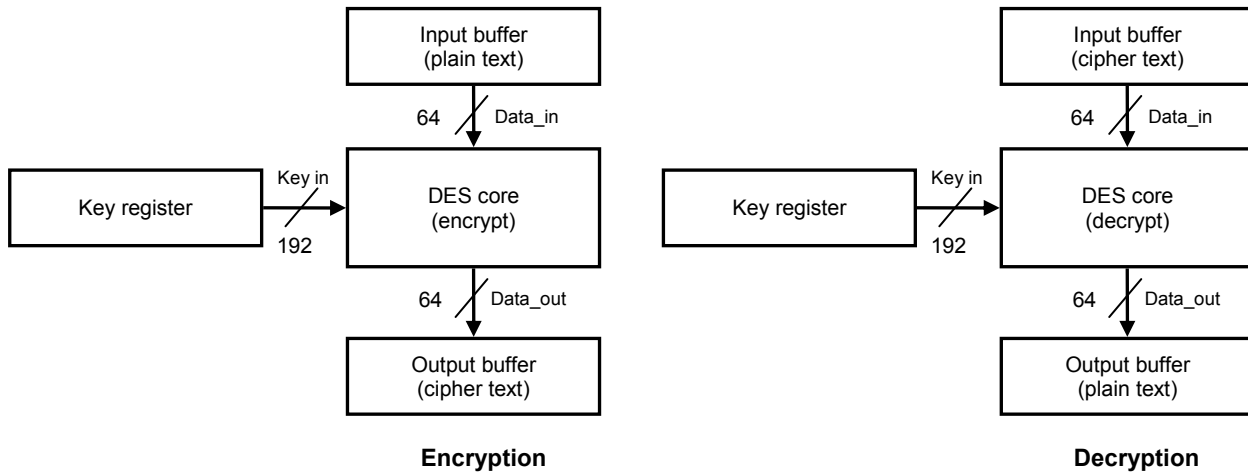 Input buffer
(plain text)
64
Data_in
Key register
Key in
192
DES core
(encrypt)
64
Data_out
Output buffer
(cipher text)
Encryption
Input buffer
(cipher text)
64
Data_in
Key register
Key in
192
DES core
(decrypt)
64
Data_out
Output buffer
(plain text)
Decryption